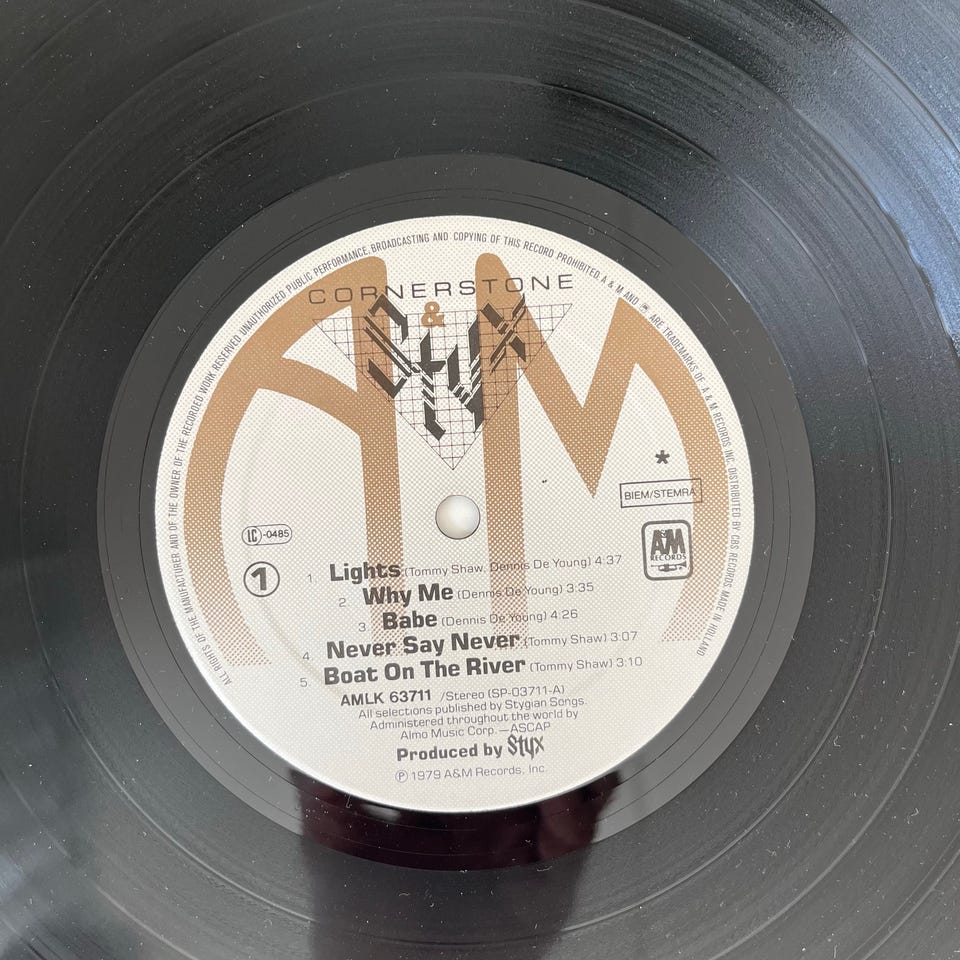 ALL RIGHTS OF THE MANUFACTURER AND OF THE OWNER OF THE RECORDED WORK RESERVED UNAUTHORIZED PUBLIC PERFORMANCE, BROADCASTING AND COPYING OF THIS RECORD PROHIBITED. A & M AND ARE TRADEMARKS OF A & M RECORDS INC. DISTRIBUTED BY CBS RECORDS MADE IN HOLLAND
CORNERSTONE
A&M
Styx
*
BIEM/STEMRA
LC-0485
AM
RECORDS
1
1. Lights (Tommy Shaw, Dennis De Young) 4:37
2. Why Me (Dennis De Young) 3:35
3 Babe (Dennis De Young) 4:26
4. Never Say Never (Tommy Shaw) 3:07
5. Boat On The River (Tommy Shaw) 3:10
AMLK 63711 /Stereo (SP-03711-A)
All selections published by Stygian Songs.
Administered throughout the world by
Almo Music Corp.—ASCAP
Produced by Styx
℗ 1979 A&M Records, Inc.